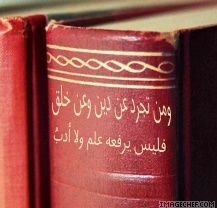 ومن تجرد عن دين وعن خلق
فليس يرفعه علم ولا أدبُ
IMAGECHEF.COM